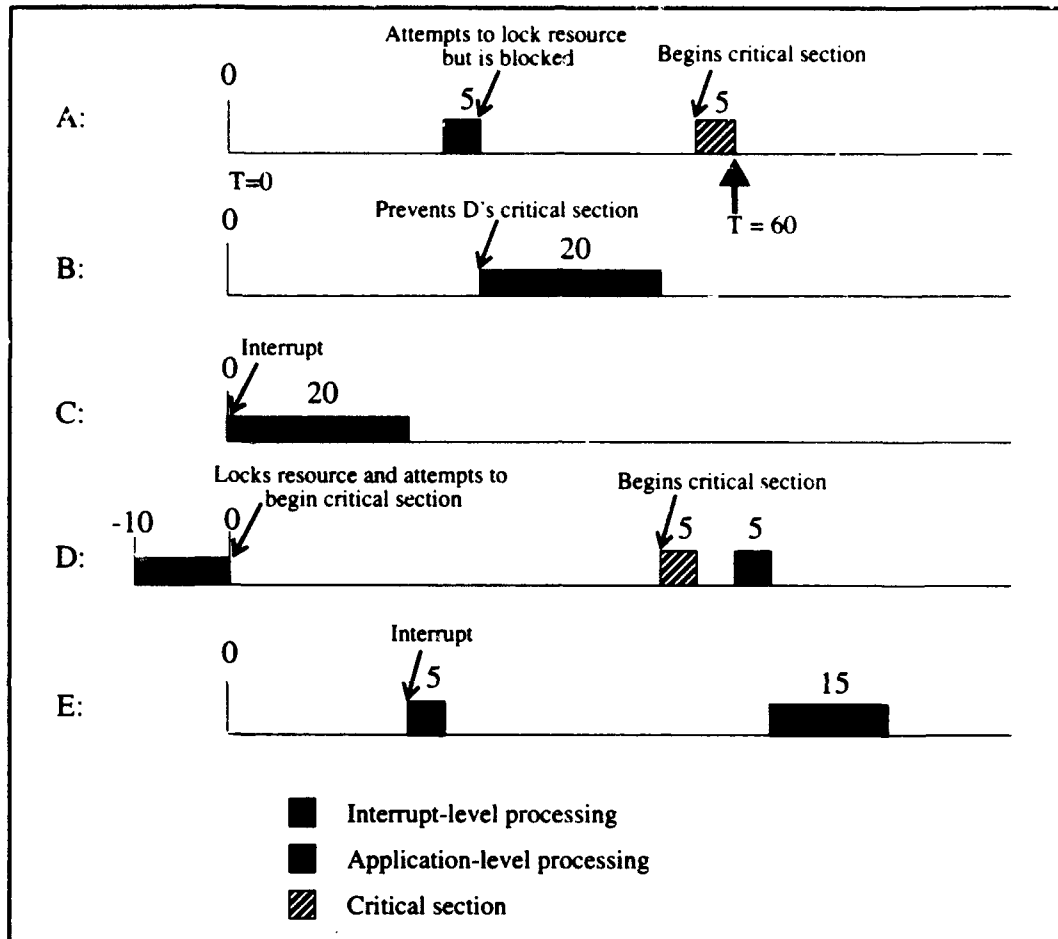 Attempts to lock resource
but is blocked
Begins critical section
0
5
5
A:
T=0
T = 60
Prevents D's critical section
0
20
B:
Interrupt
0
20
C:
Locks resource and attempts to
begin critical section
Begins critical section
-10
0
5
5
D:
Interrupt
0
5
15
E:
Interrupt-level processing
Application-level processing
Critical section